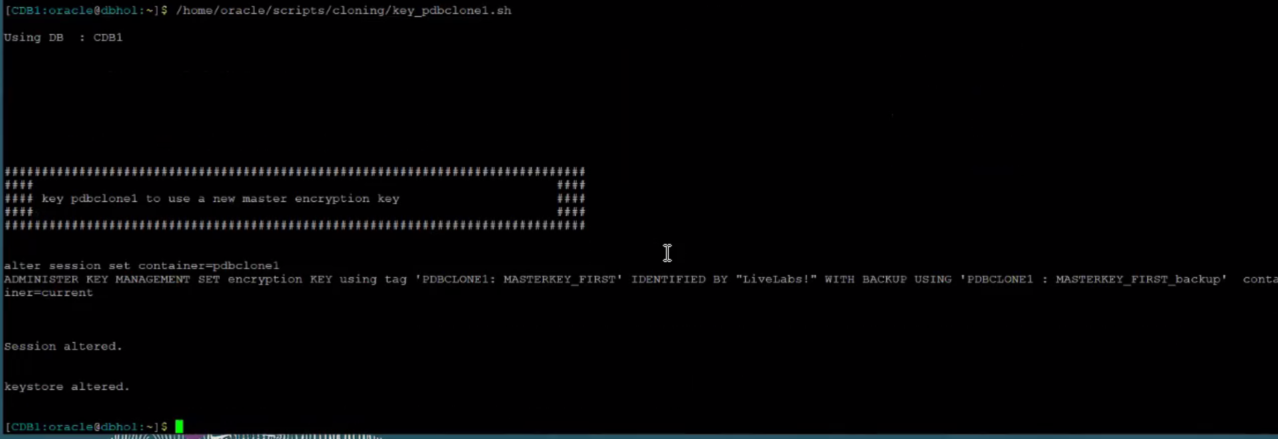 [CDB1:oracle@dbhol:~]$ /home/oracle/scripts/cloning/key_pdbclone1.sh
Using DB  : CDB1
##############################################################################
####                                                                      ####
#### key pdbclone1 to use a new master encryption key                     ####
####                                                                      ####
##############################################################################
alter session set container=pdbclone1
ADMINISTER KEY MANAGEMENT SET encryption KEY using tag 'PDBCLONE1: MASTERKEY_FIRST' IDENTIFIED BY "LiveLabs!" WITH BACKUP USING 'PDBCLONE1 : MASTERKEY_FIRST_backup'  conta
iner=current
Session altered.
keystore altered.
[CDB1:oracle@dbhol:~]$